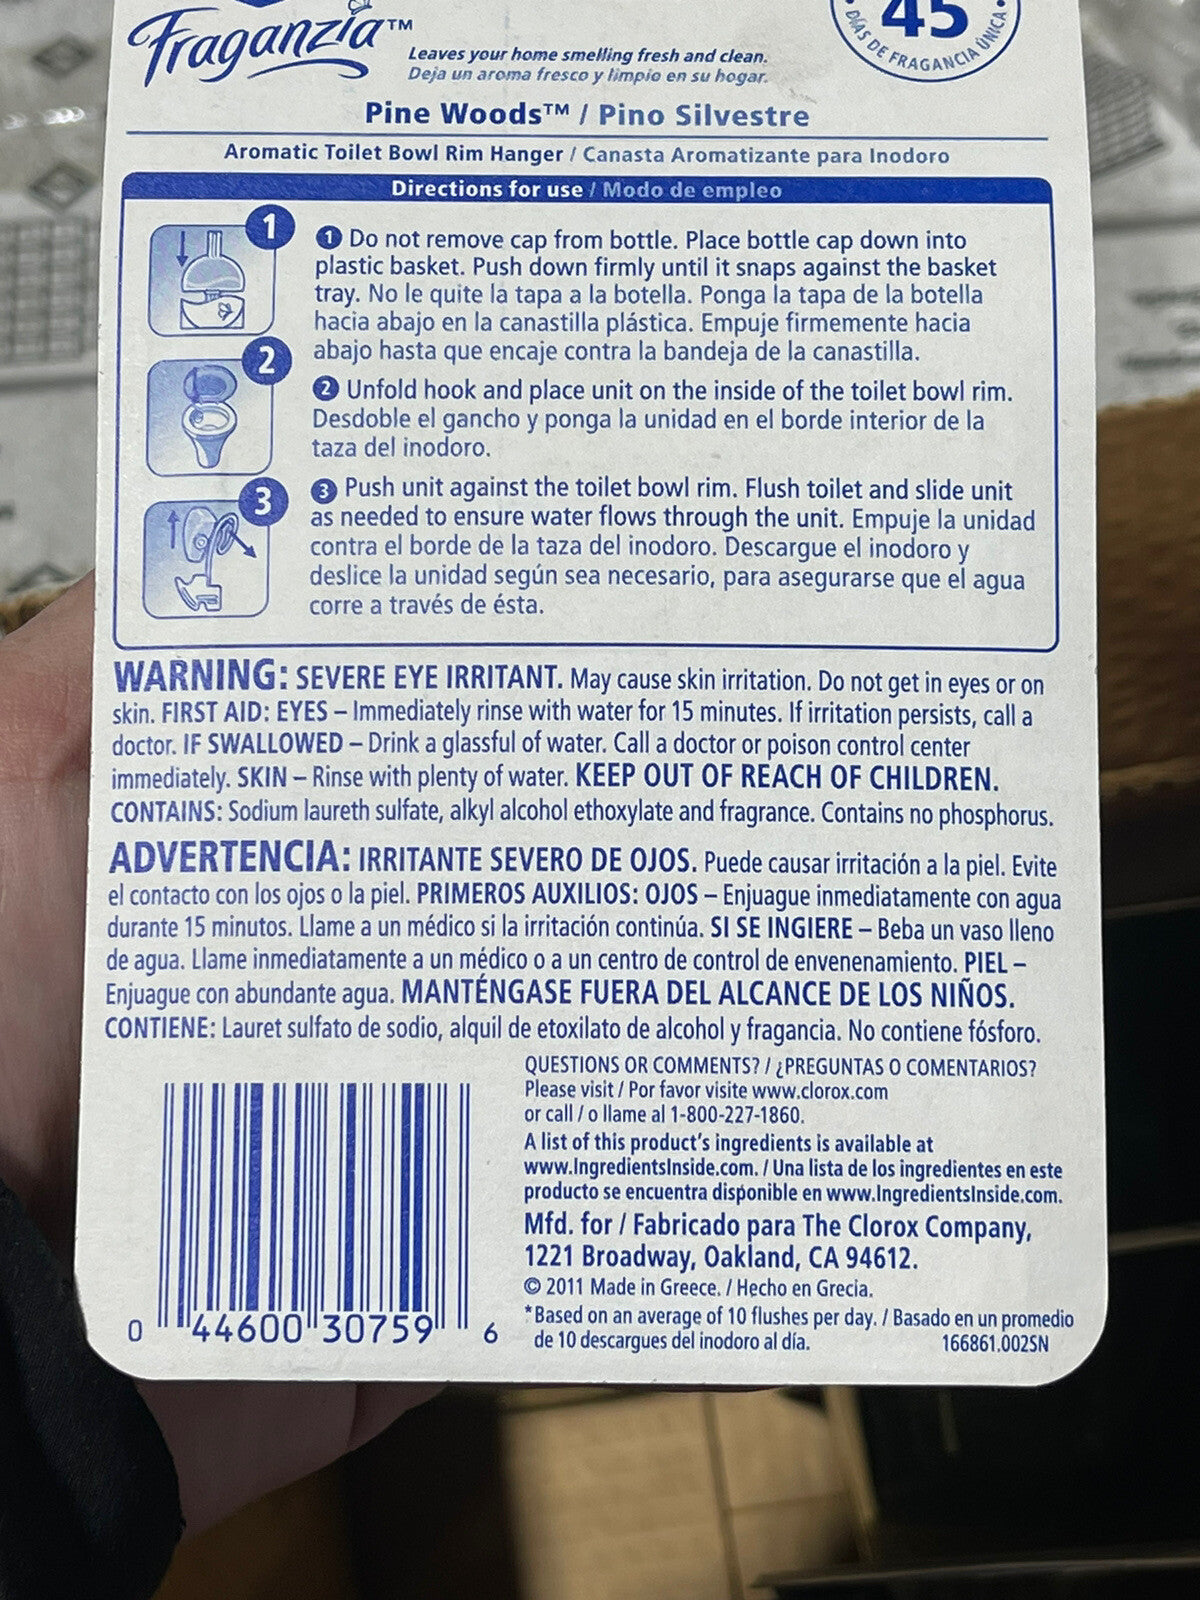 Fraganzia™
Leaves your home smelling fresh and clean.
Deja un aroma fresco y limpio en su hogar.
45
DÍAS DE FRAGANCIA ÚNICA
Pine Woods™ / Pino Silvestre
Aromatic Toilet Bowl Rim Hanger / Canasta Aromatizante para Inodoro
Directions for use / Modo de empleo
1
1 Do not remove cap from bottle. Place bottle cap down into
plastic basket. Push down firmly until it snaps against the basket
tray. No le quite la tapa a la botella. Ponga la tapa de la botella
hacia abajo en la canastilla plástica. Empuje firmemente hacia
abajo hasta que encaje contra la bandeja de la canastilla.
2
2 Unfold hook and place unit on the inside of the toilet bowl rim.
Desdoble el gancho y ponga la unidad en el borde interior de la
taza del inodoro.
3
3 Push unit against the toilet bowl rim. Flush toilet and slide unit
as needed to ensure water flows through the unit. Empuje la unidad
contra el borde de la taza del inodoro. Descargue el inodoro y
deslice la unidad según sea necesario, para asegurarse que el agua
corre a través de ésta.
WARNING: SEVERE EYE IRRITANT. May cause skin irritation. Do not get in eyes or on
skin. FIRST AID: EYES – Immediately rinse with water for 15 minutes. If irritation persists, call a
doctor. IF SWALLOWED – Drink a glassful of water. Call a doctor or poison control center
immediately. SKIN – Rinse with plenty of water. KEEP OUT OF REACH OF CHILDREN.
CONTAINS: Sodium laureth sulfate, alkyl alcohol ethoxylate and fragrance. Contains no phosphorus.
ADVERTENCIA: IRRITANTE SEVERO DE OJOS. Puede causar irritación a la piel. Evite
el contacto con los ojos o la piel. PRIMEROS AUXILIOS: OJOS – Enjuague inmediatamente con agua
durante 15 minutos. Llame a un médico si la irritación continúa. SI SE INGIERE – Beba un vaso lleno
de agua. Llame inmediatamente a un médico o a un centro de control de envenenamiento. PIEL –
Enjuague con abundante agua. MANTÉNGASE FUERA DEL ALCANCE DE LOS NIÑOS.
CONTIENE: Lauret sulfato de sodio, alquil de etoxilato de alcohol y fragancia. No contiene fósforo.
QUESTIONS OR COMMENTS? / ¿PREGUNTAS O COMENTARIOS?
Please visit / Por favor visite www.clorox.com
or call / o llame al 1-800-227-1860.
A list of this product's ingredients is available at
www.IngredientsInside.com. / Una lista de los ingredientes en este
producto se encuentra disponible en www.IngredientsInside.com.
Mfd. for / Fabricado para The Clorox Company,
1221 Broadway, Oakland, CA 94612.
© 2011 Made in Greece. / Hecho en Grecia.
*Based on an average of 10 flushes per day. / Basado en un promedio
de 10 descargues del inodoro al día. 166861.002SN
0 44600 30759 6